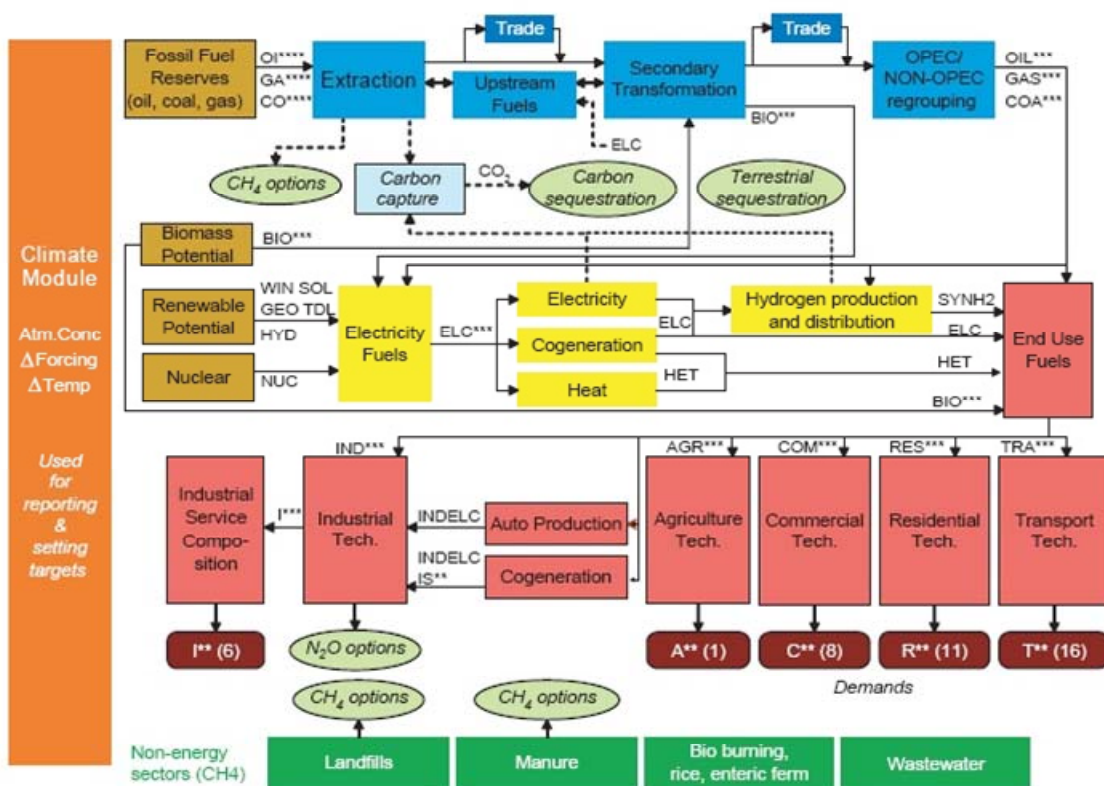 Climate
Module
Atm.Conc
ΔForcing
ΔTemp
Used
for
reporting
&
setting
targets
Fossil Fuel
Reserves
(oil, coal, gas)
OI****
GA****
CO****
Extraction
Trade
Upstream
Fuels
ELC
Secondary
Transformation
BIO***
Trade
OPEC/
NON-OPEC
regrouping
OIL***
GAS***
COA***
CH4 options
Carbon
capture
CO2
Carbon
sequestration
Terrestrial
sequestration
Biomass
Potential
BIO***
Renewable
Potential
WIN SOL
GEO TDL
HYD
Nuclear
NUC
Electricity
Fuels
ELC***
Electricity
Cogeneration
Heat
ELC
HET
Hydrogen production
and distribution
SYNH2
ELC
HET
BIO***
End Use
Fuels
IND***
AGR***
COM***
RES***
TRA***
Industrial
Service
Compo-
sition
I***
Industrial
Tech.
INDELC
Auto Production
INDELC
IS**
Cogeneration
Agriculture
Tech.
Commercial
Tech.
Residential
Tech.
Transport
Tech.
I** (6)
N2O options
A** (1)
C** (8)
R** (11)
T** (16)
Demands
CH4 options
CH4 options
Non-energy
sectors (CH4)
Landfills
Manure
Bio burning,
rice, enteric ferm
Wastewater